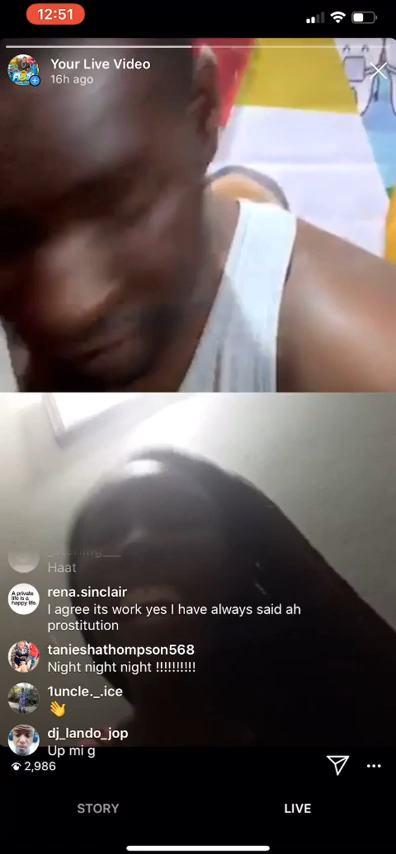 12:51
Your Live Video
16h ago
Haat
rena.sinclair
I agree its work yes I have always said ah
prostitution
tanieshathompson568
Night night night !!!!!!!!!!
1uncle._.ice
👋
dj_lando_jop
Up mi g
2,986
STORY
LIVE